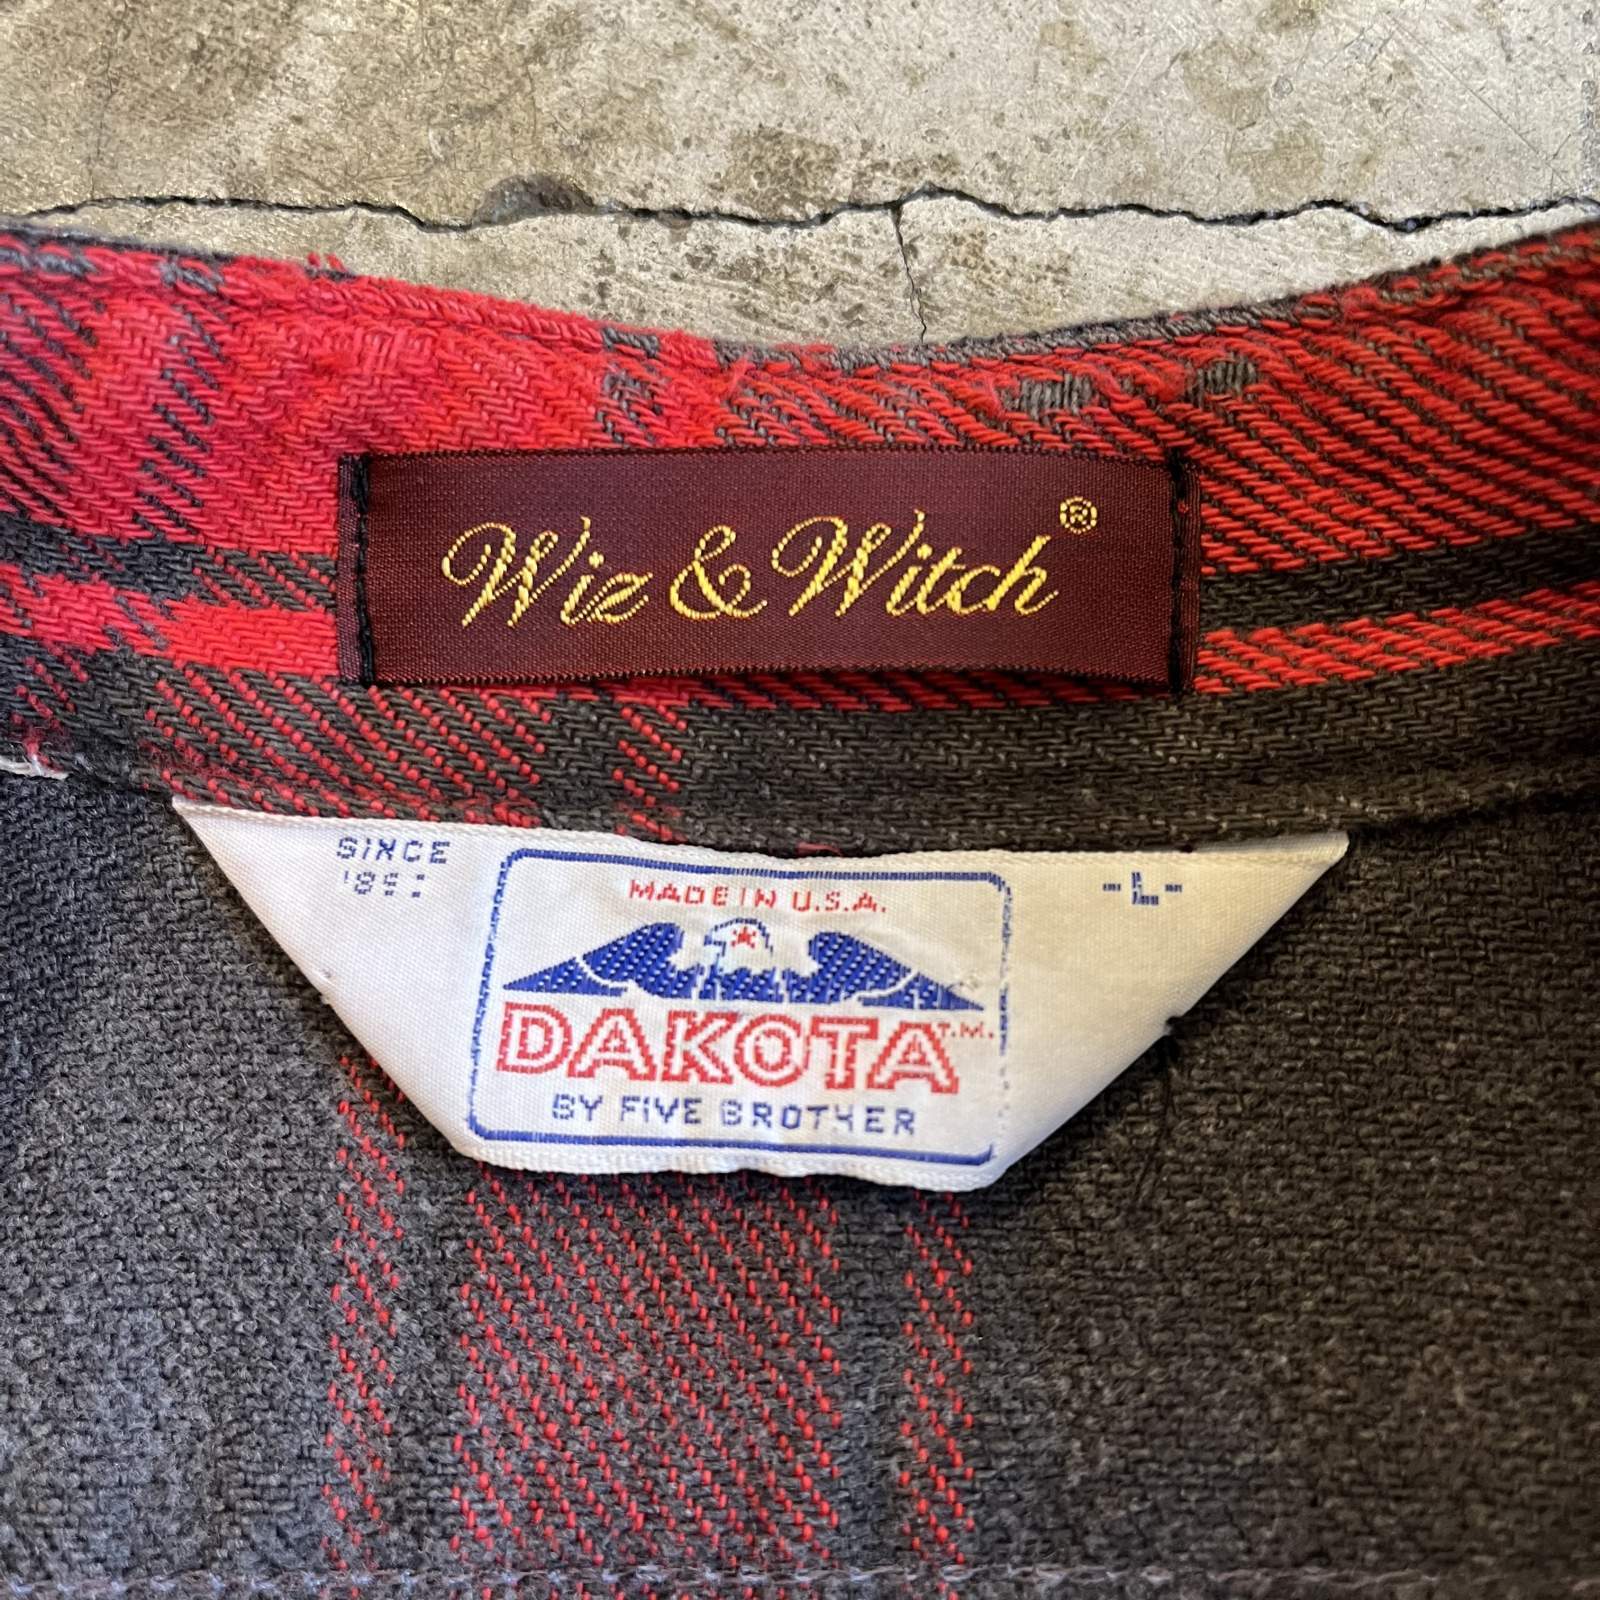 Wiz & Witch®
SINCE
MADE IN U.S.A.
-L-
DAKOTA T.M.
BY FIVE BROTHER